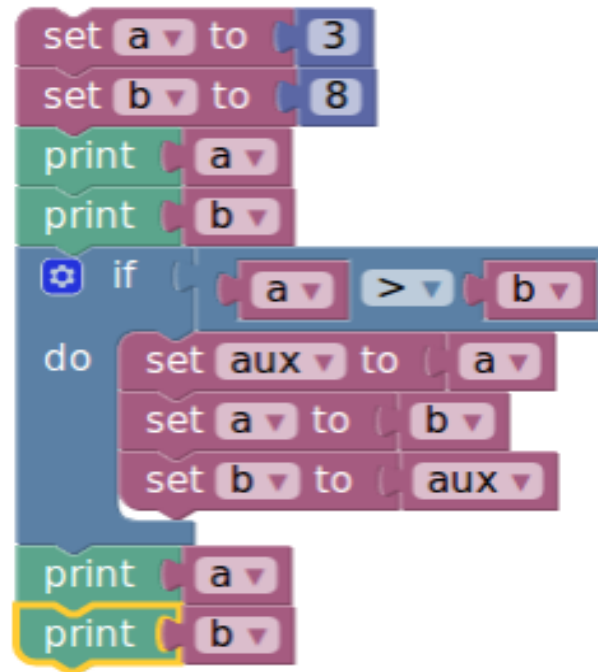 set a to 3
set b to 8
print a
print b
if a > b
do set aux to a
set a to b
set b to aux
print a
print b